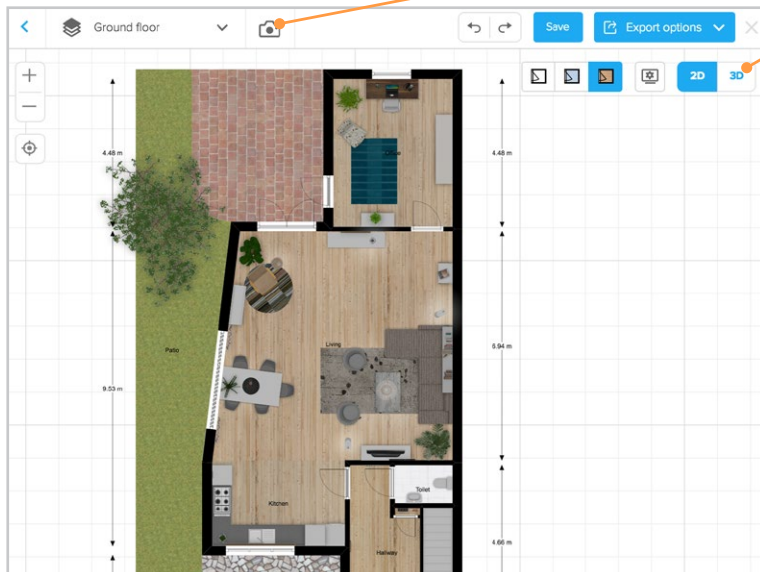 Ground floor
Save
Export options
2D
3D
4.48 m
Office
4.48 m
Patio
Living
5.94 m
9.53 m
Kitchen
Toilet
4.66 m
Hallway